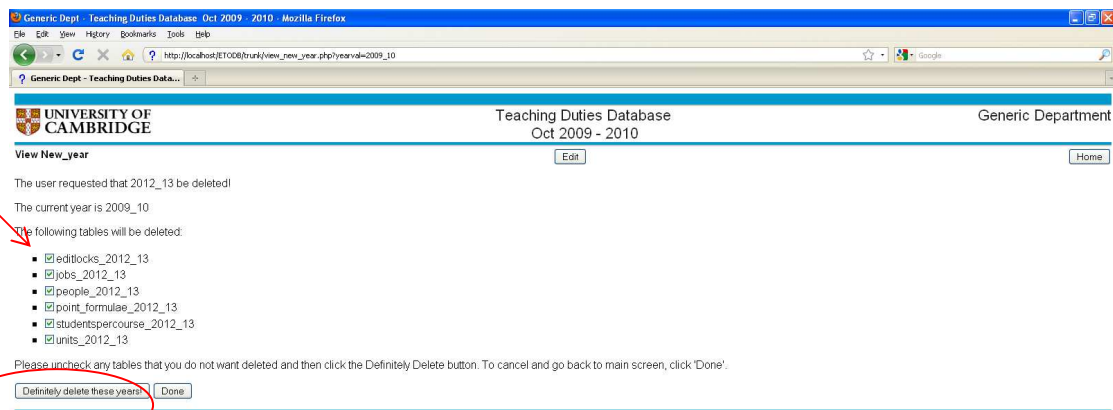 Generic Dept - Teaching Duties Database Oct 2009 - 2010 - Mozilla Firefox
File Edit View History Bookmarks Tools Help
http://localhost/ETODB/trunk/view_new_year.php?yearval=2009_10
Google
Generic Dept - Teaching Duties Data...
UNIVERSITY OF
CAMBRIDGE
Teaching Duties Database
Oct 2009 - 2010
Generic Department
View New_year
Edit
Home
The user requested that 2012_13 be deleted!
The current year is 2009_10
The following tables will be deleted:
editlocks_2012_13
jobs_2012_13
people_2012_13
point_formulae_2012_13
studentspercourse_2012_13
units_2012_13
Please uncheck any tables that you do not want deleted and then click the Definitely Delete button. To cancel and go back to main screen, click 'Done'.
Definitely delete these years! Done